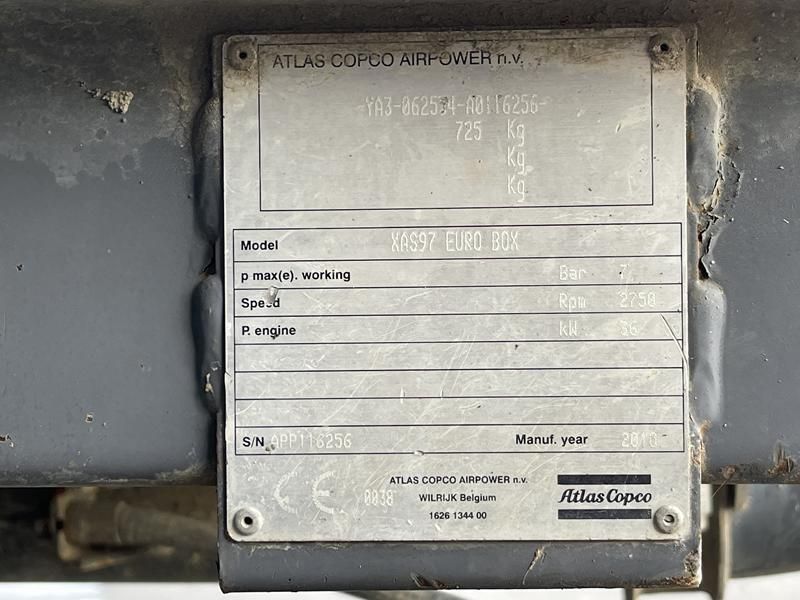 ATLAS COPCO AIRPOWER n.v.
-YA3-062534-A0116256-
725 Kg
Kg
Kg
Model XAS97 EURO BOX
p max(e). working Bar 7
Speed Rpm 2750
P. engine kW 36
S/N APP116256 Manuf. year 2010
CE 0038
ATLAS COPCO AIRPOWER n.v.
WILRIJK Belgium
1626 1344 00
Atlas Copco